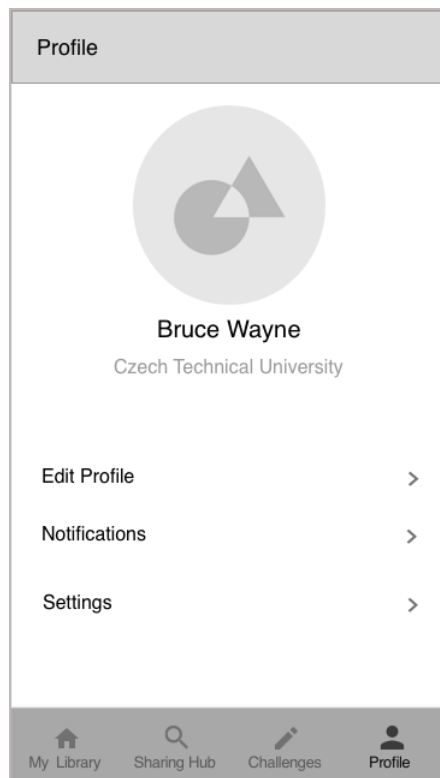 Profile
Bruce Wayne
Czech Technical University
Edit Profile
Notifications
Settings
My Library Sharing Hub Challenges Profile